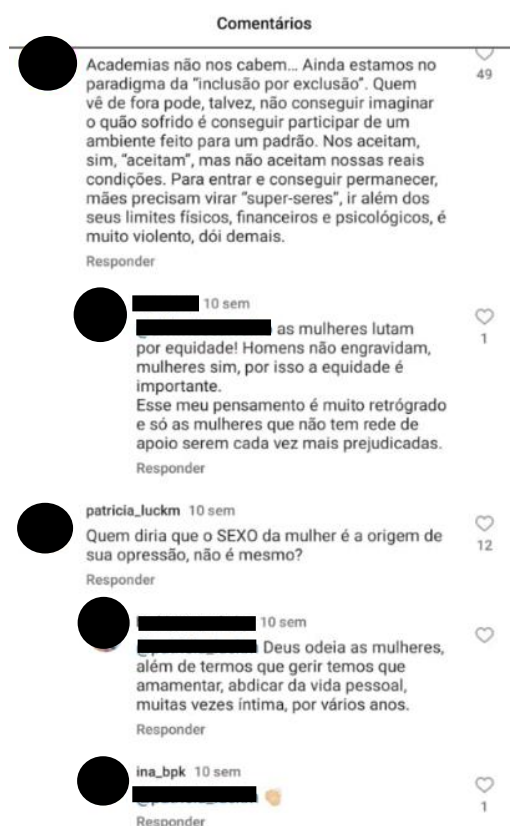 Comentários
Academias não nos cabem... Ainda estamos no
paradigma da "inclusão por exclusão". Quem
vê de fora pode, talvez, não conseguir imaginar
o quão sofrido é conseguir participar de um
ambiente feito para um padrão. Nos aceitam,
sim, "aceitam", mas não aceitam nossas reais
condições. Para entrar e conseguir permanecer,
mães precisam virar "super-seres", ir além dos
seus limites físicos, financeiros e psicológicos, é
muito violento, dói demais.
49
Responder
10 sem
as mulheres lutam
por equidade! Homens não engravidam,
mulheres sim, por isso a equidade é
importante.
Esse meu pensamento é muito retrógrado
e só as mulheres que não tem rede de
apoio serem cada vez mais prejudicadas.
1
Responder
patricia_luckm 10 sem
Quem diria que o SEXO da mulher é a origem de
sua opressão, não é mesmo?
12
Responder
10 sem
Deus odeia as mulheres,
além de termos que gerir temos que
amamentar, abdicar da vida pessoal,
muitas vezes íntima, por vários anos.
Responder
ina_bpk 10 sem
1
Responder